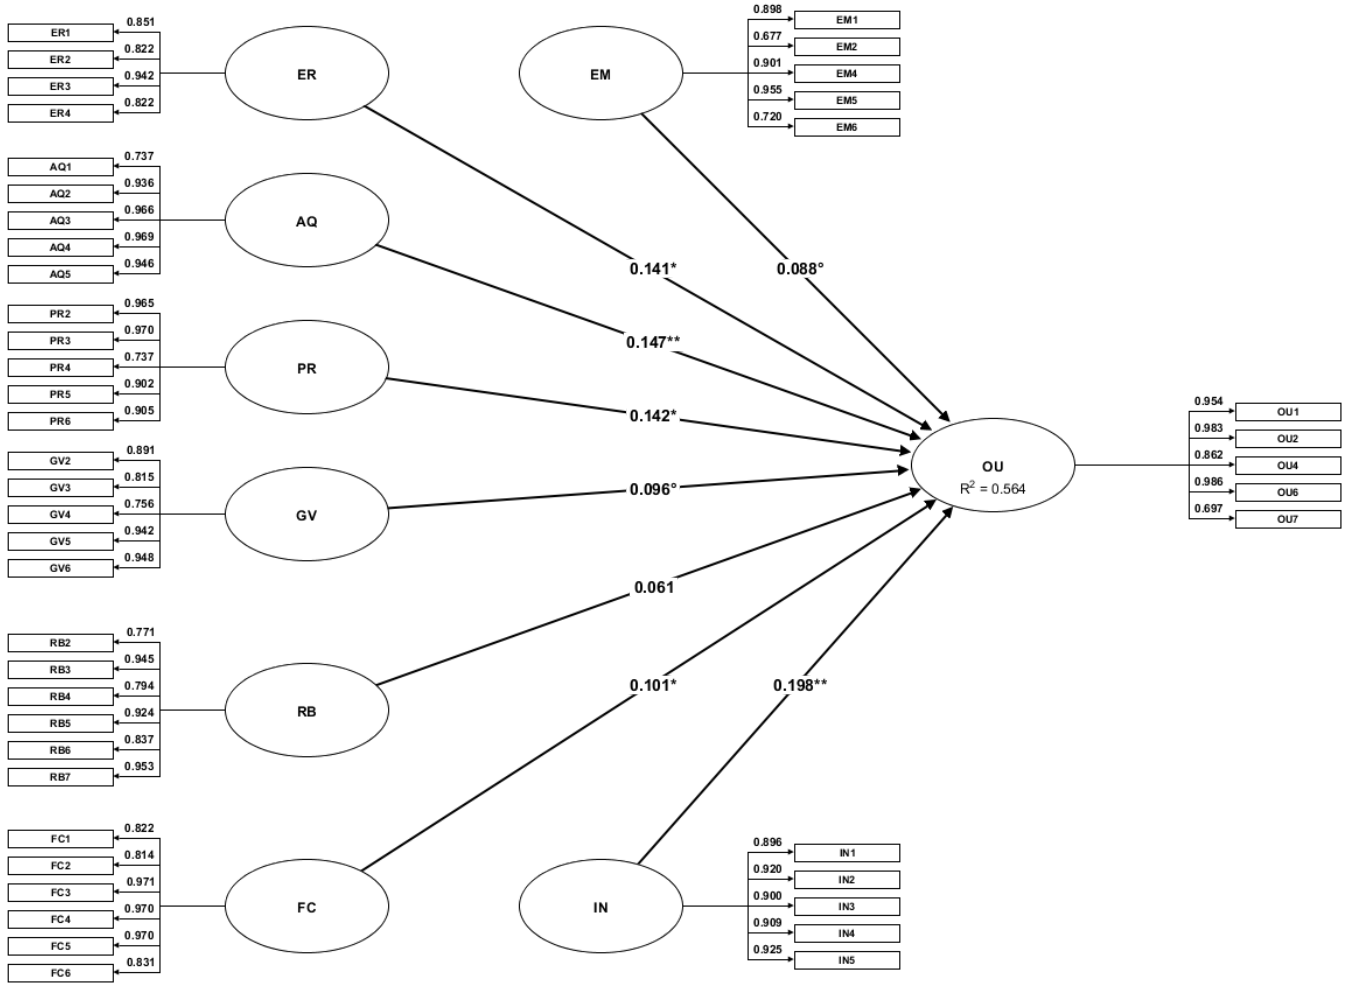 0.851
ER1
0.822
ER2
0.942
ER3
0.822
ER4
ER
0.737
AQ1
0.936
AQ2
0.966
AQ3
0.969
AQ4
0.946
AQ5
AQ
0.965
PR2
0.970
PR3
0.737
PR4
0.902
PR5
0.905
PR6
PR
0.891
GV2
0.815
GV3
0.756
GV4
0.942
GV5
0.948
GV6
GV
0.771
RB2
0.945
RB3
0.794
RB4
0.924
RB5
0.837
RB6
0.953
RB7
RB
0.822
FC1
0.814
FC2
0.971
FC3
0.970
FC4
0.970
FC5
0.831
FC6
FC
EM
0.898
EM1
0.677
EM2
0.901
EM4
0.955
EM5
0.720
EM6
0.141*
0.088°
0.147**
0.142*
0.096°
0.061
0.101*
0.198**
IN
0.896
IN1
0.920
IN2
0.900
IN3
0.909
IN4
0.925
IN5
OU
R² = 0.564
0.954
OU1
0.983
OU2
0.862
OU4
0.986
OU6
0.697
OU7